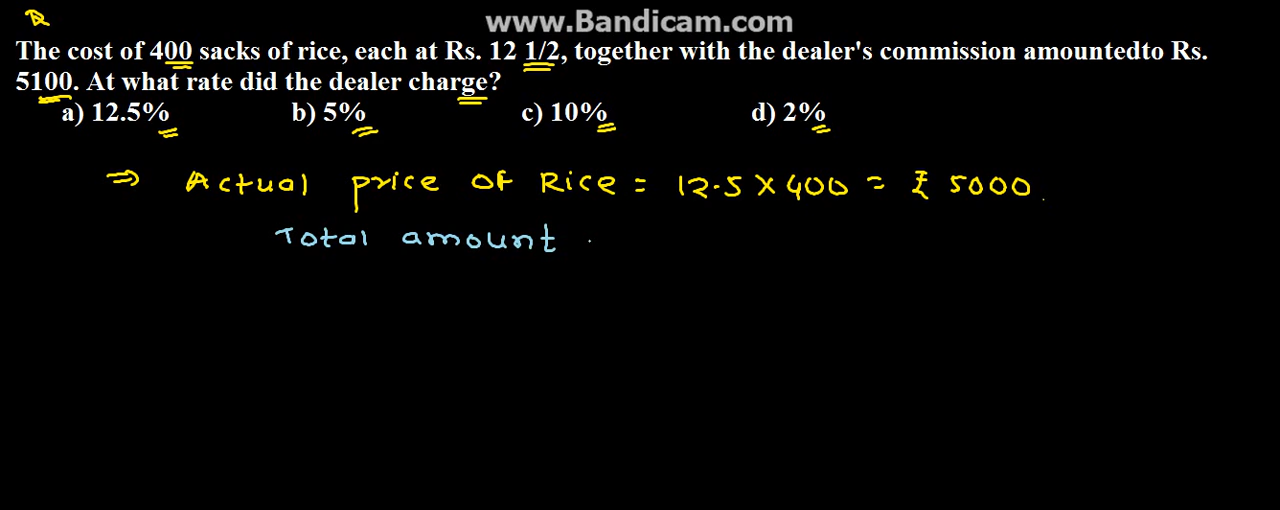 www.Bandicam.com
The cost of 400 sacks of rice, each at Rs. 12 1/2, together with the dealer's commission amountedto Rs.
5100. At what rate did the dealer charge?
a) 12.5% b) 5% c) 10% d) 2%
⇒ Actual price of Rice = 12.5 × 400 = ₹ 5000.
Total amount